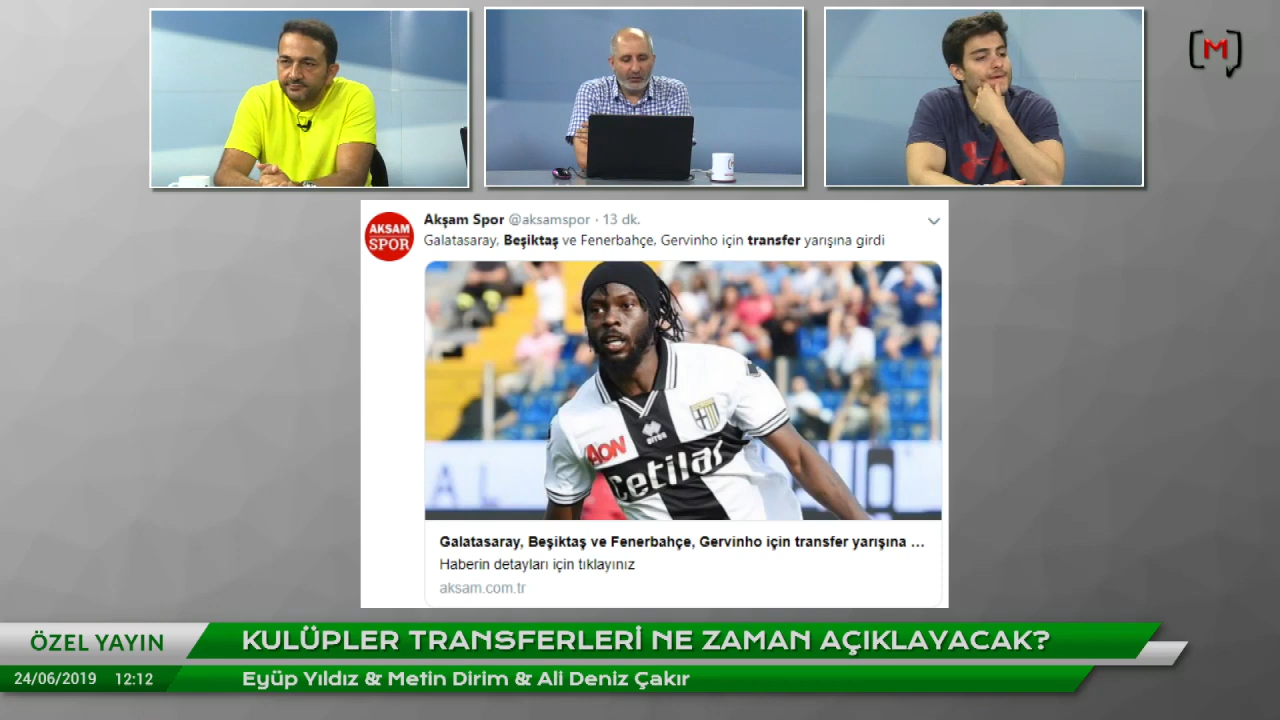 [M]
AKSAM
SPOR
Akşam Spor @aksamspor · 13 dk.
Galatasaray, Beşiktaş ve Fenerbahçe, Gervinho için transfer yarışına girdi
AON
errea
Cetilar
Galatasaray, Beşiktaş ve Fenerbahçe, Gervinho için transfer yarışına ...
Haberin detayları için tıklayınız
aksam.com.tr
ÖZEL YAYIN
KULÜPLER TRANSFERLERİ NE ZAMAN AÇIKLAYACAK?
24/06/2019 12:12
Eyüp Yıldız & Metin Dirim & Ali Deniz Çakır